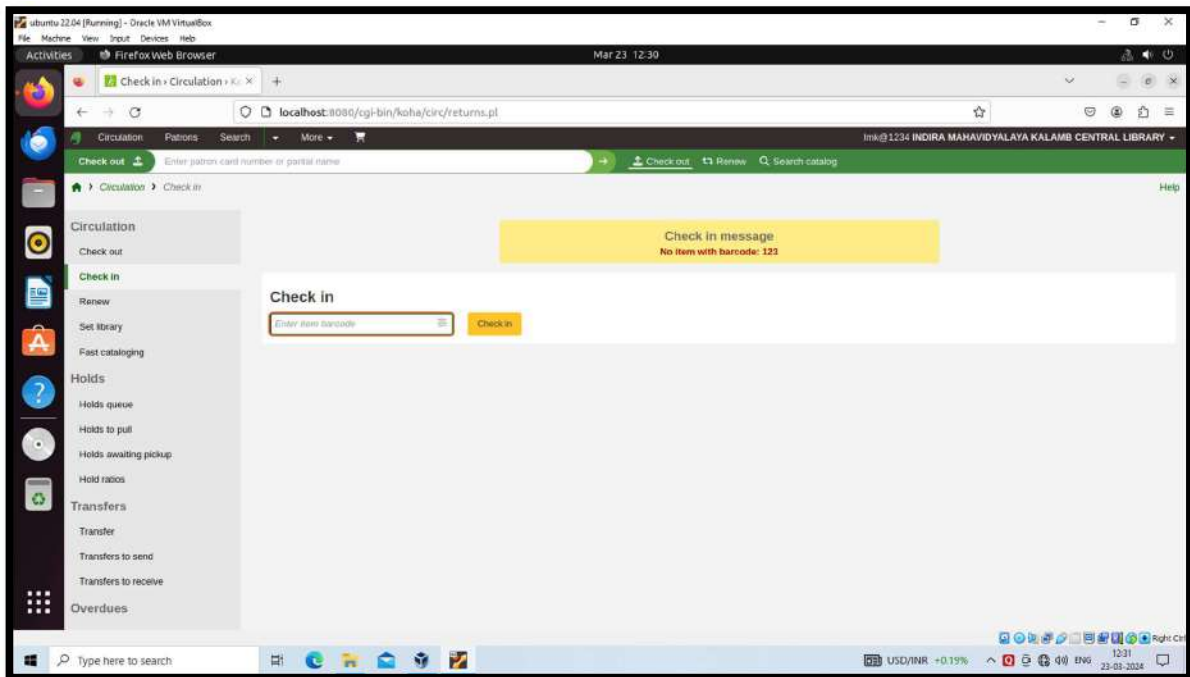 ubuntu 22.04 [Running] - Oracle VM VirtualBox
File Machine View Input Devices Help
Activities Firefox Web Browser Mar 23 12:30
Check in › Circulation › Ko
localhost:8080/cgi-bin/koha/circ/returns.pl
Circulation Patrons Search More lmk@1234 INDIRA MAHAVIDYALAYA KALAMB CENTRAL LIBRARY
Check out Enter patron card number or partial name Check out Renew Search catalog
Circulation Check in Help
Circulation
Check out
Check in
Renew
Set library
Fast cataloging
Holds
Holds queue
Holds to pull
Holds awaiting pickup
Hold ratios
Transfers
Transfer
Transfers to send
Transfers to receive
Overdues
Check in message
No item with barcode: 123
Check in
Enter item barcode Check in
Right Ctrl
Type here to search USD/INR +0.19% ENG 12:31
23-03-2024